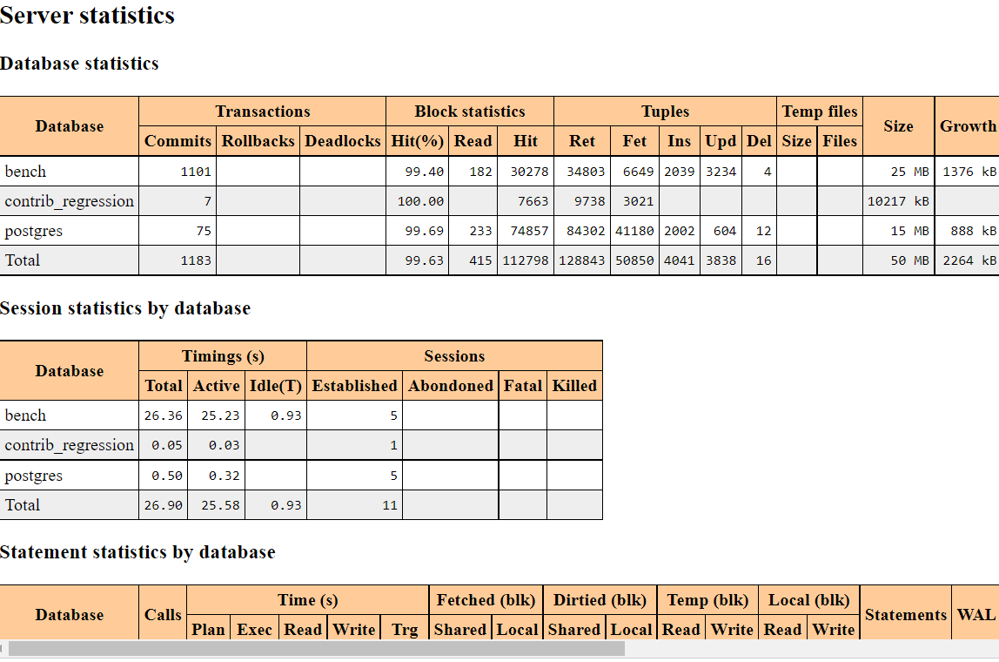 Server statistics
Database statistics
Database Transactions Block statistics Tuples Temp files Size Growth
Commits Rollbacks Deadlocks Hit(%) Read Hit Ret Fet Ins Upd Del Size Files
bench 1101 99.40 182 30278 34803 6649 2039 3234 4 25 MB 1376 kB
contrib_regression 7 100.00 7663 9738 3021 10217 kB
postgres 75 99.69 233 74857 84302 41180 2002 604 12 15 MB 888 kB
Total 1183 99.63 415 112798 128843 50850 4041 3838 16 50 MB 2264 kB
Session statistics by database
Database Timings (s) Sessions
Total Active Idle(T) Established Abondoned Fatal Killed
bench 26.36 25.23 0.93 5
contrib_regression 0.05 0.03 1
postgres 0.50 0.32 5
Total 26.90 25.58 0.93 11
Statement statistics by database
Database Calls Time (s) Fetched (blk) Dirtied (blk) Temp (blk) Local (blk) Statements WAL
Plan Exec Read Write Trg Shared Local Shared Local Read Write Read Write